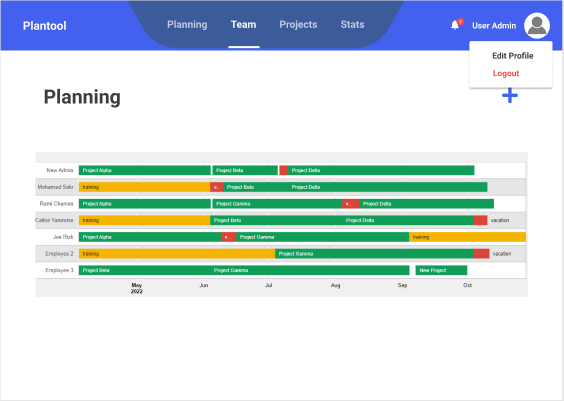 Plantool
Planning Team Projects Stats
User Admin
Edit Profile
Logout
Planning
New Admin Project Alpha Project Beta Project Delta
Mohamad Sakr training v... Project Beta Project Delta
Rami Chamos Project Alpha Project Gamma v... Project Delta
Caline Yammine training Project Beta Project Delta vacation
Joe Rizk Project Alpha v... Project Gamma training
Employee 2 training Project Gamma vacation
Employee 3 Project Beta Project Gamma New Project
May Jun Jul Aug Sep Oct
2022